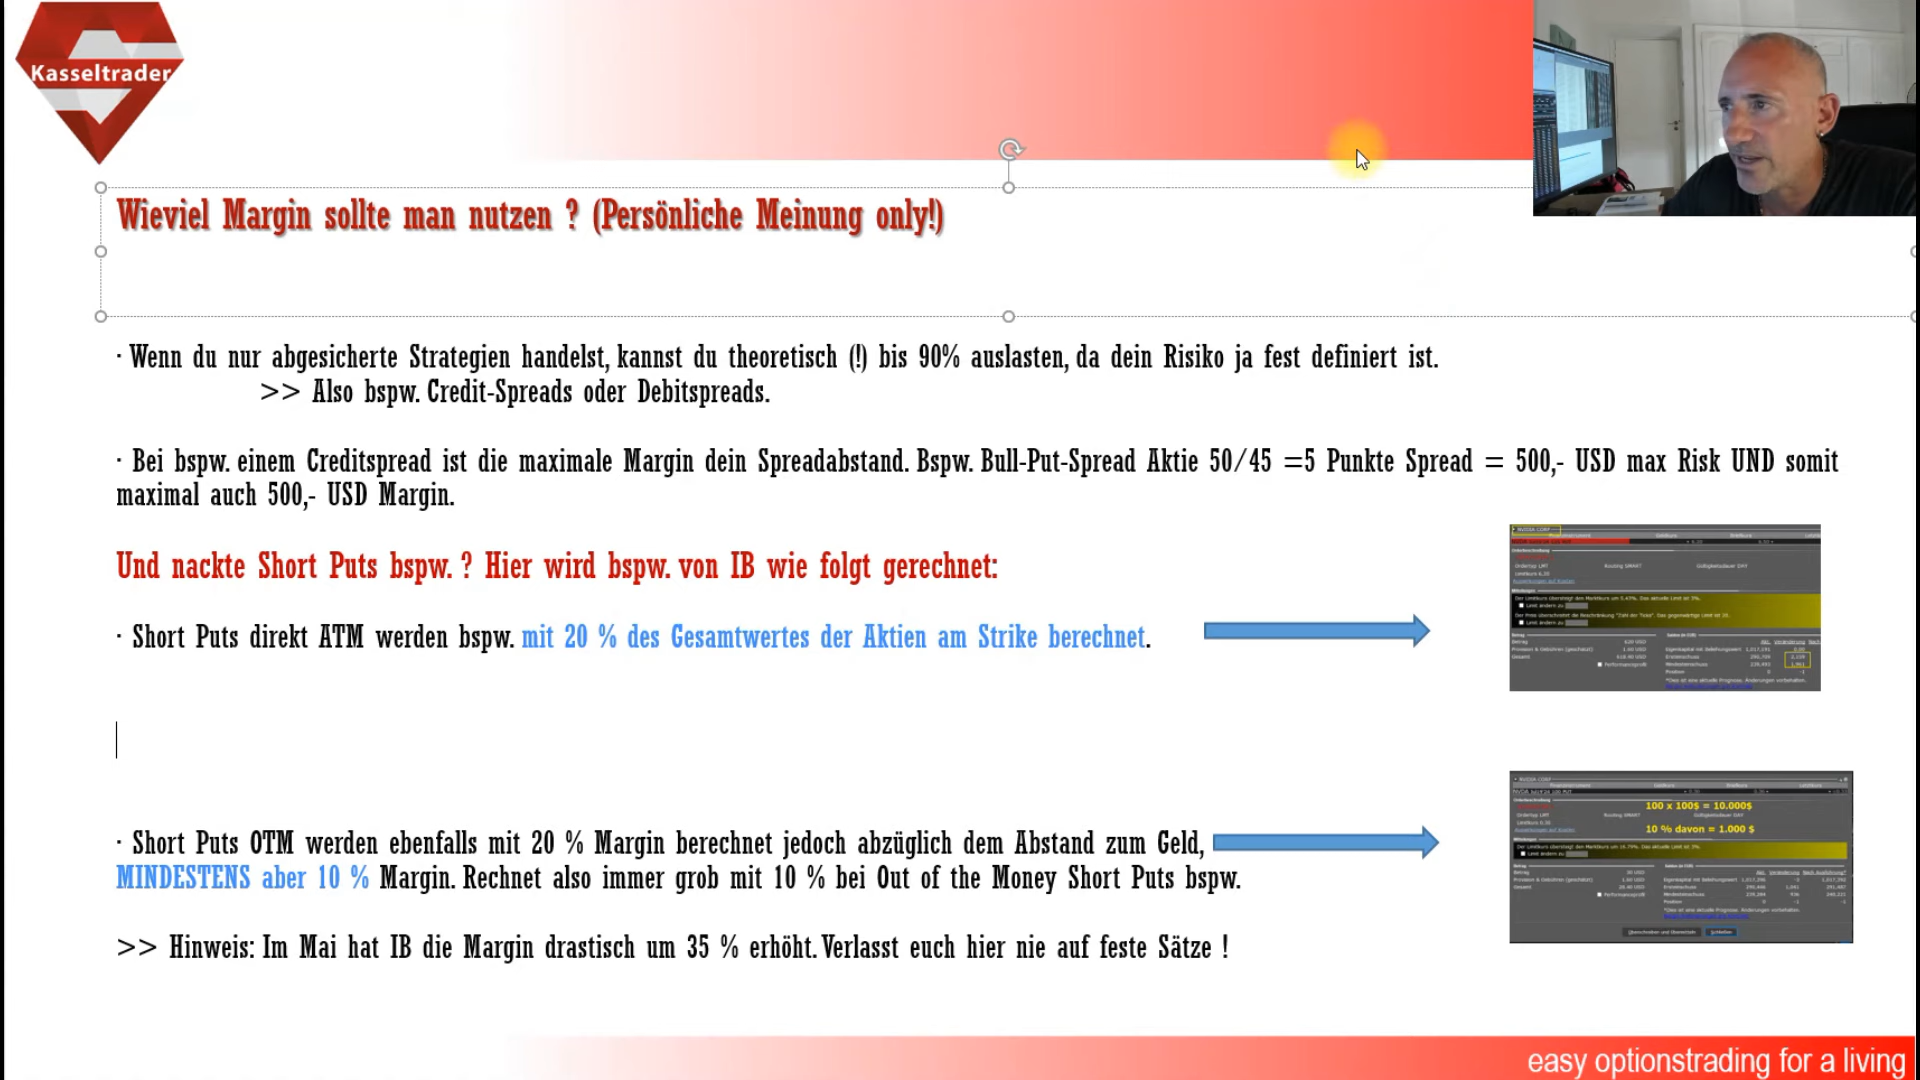 Kasseltrader
Wieviel Margin sollte man nutzen ? (Persönliche Meinung only!)
· Wenn du nur abgesicherte Strategien handelst, kannst du theoretisch (!) bis 90% auslasten, da dein Risiko ja fest definiert ist.
>> Also bspw. Credit-Spreads oder Debitspreads.
· Bei bspw. einem Creditspread ist die maximale Margin dein Spreadabstand. Bspw. Bull-Put-Spread Aktie 50/45 =5 Punkte Spread = 500,- USD max Risk UND somit
maximal auch 500,- USD Margin.
Und nackte Short Puts bspw. ? Hier wird bspw. von IB wie folgt gerechnet:
· Short Puts direkt ATM werden bspw. mit 20 % des Gesamtwertes der Aktien am Strike berechnet.
· Short Puts OTM werden ebenfalls mit 20 % Margin berechnet jedoch abzüglich dem Abstand zum Geld,
MINDESTENS aber 10 % Margin. Rechnet also immer grob mit 10 % bei Out of the Money Short Puts bspw.
100 x 100$ = 10.000$
10 % davon = 1.000 $
>> Hinweis: Im Mai hat IB die Margin drastisch um 35 % erhöht. Verlasst euch hier nie auf feste Sätze !
easy optionstrading for a living